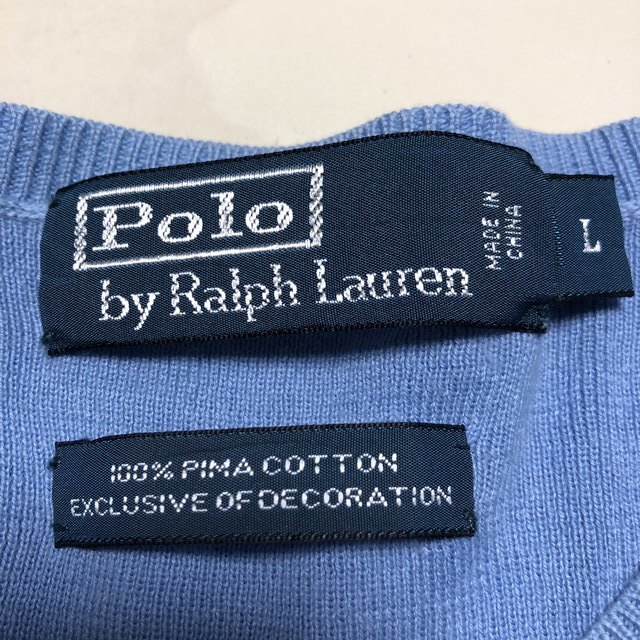 Polo
by Ralph Lauren
MADE IN
CHINA
L
100% PIMA COTTON
EXCLUSIVE OF DECORATION